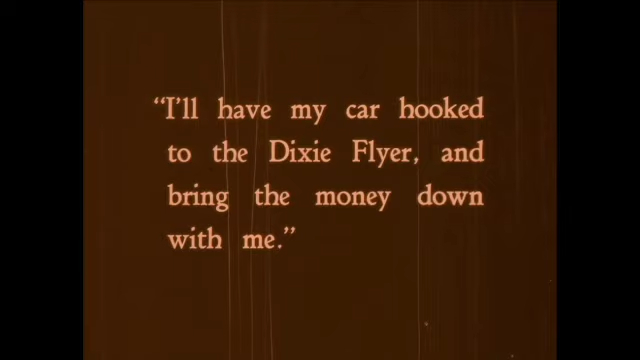 “I’ll have my car hooked
to the Dixie Flyer, and
bring the money down
with me.”